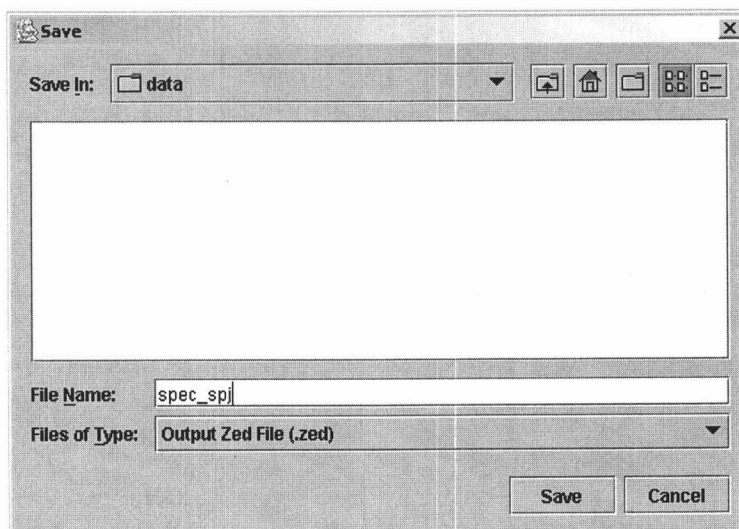 Save
Save In: data
File Name: spec_spj
Files of Type: Output Zed File (.zed)
Save Cancel